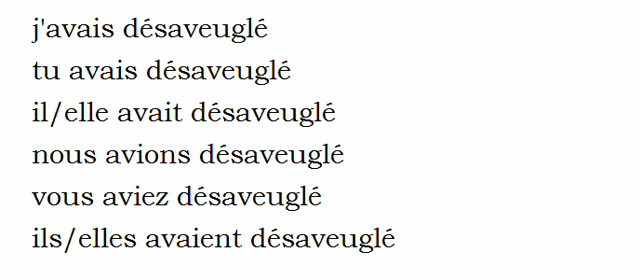 j'avais désaveuglé
tu avais désaveuglé
il/elle avait désaveuglé
nous avions désaveuglé
vous aviez désaveuglé
ils/elles avaient désaveuglé